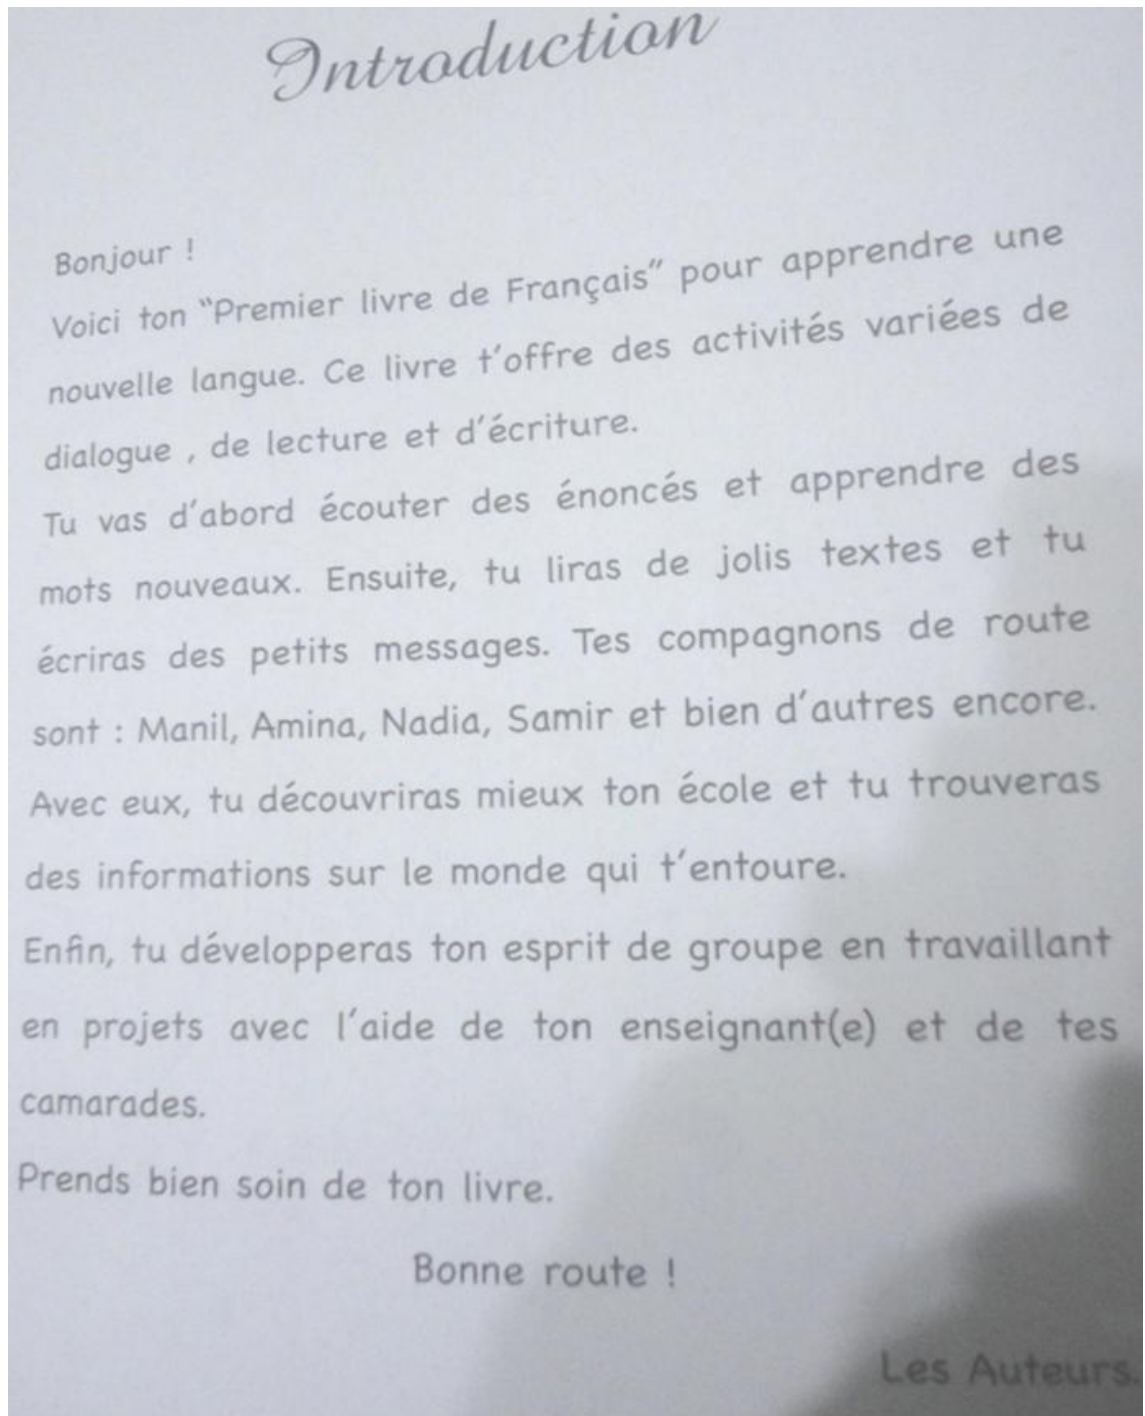 Introduction
Bonjour !
Voici ton "Premier livre de Français" pour apprendre une
nouvelle langue. Ce livre t'offre des activités variées de
dialogue , de lecture et d'écriture.
Tu vas d'abord écouter des énoncés et apprendre des
mots nouveaux. Ensuite, tu liras de jolis textes et tu
écriras des petits messages. Tes compagnons de route
sont : Manil, Amina, Nadia, Samir et bien d'autres encore.
Avec eux, tu découvriras mieux ton école et tu trouveras
des informations sur le monde qui t'entoure.
Enfin, tu développeras ton esprit de groupe en travaillant
en projets avec l'aide de ton enseignant(e) et de tes
camarades.
Prends bien soin de ton livre.
Bonne route !
Les Auteurs.